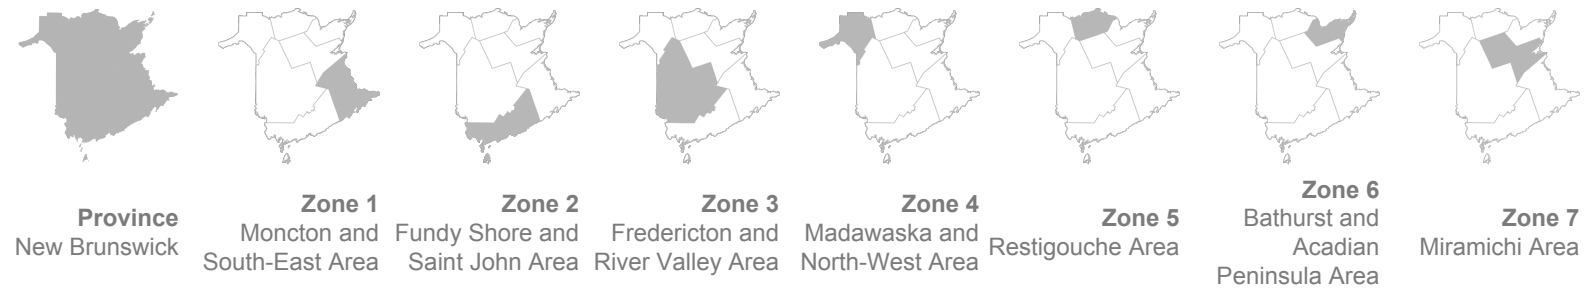 Province
New Brunswick
Zone 1
Moncton and
South-East Area
Zone 2
Fundy Shore and
Saint John Area
Zone 3
Fredericton and
River Valley Area
Zone 4
Madawaska and
North-West Area
Zone 5
Restigouche Area
Zone 6
Bathurst and
Acadian
Peninsula Area
Zone 7
Miramichi Area